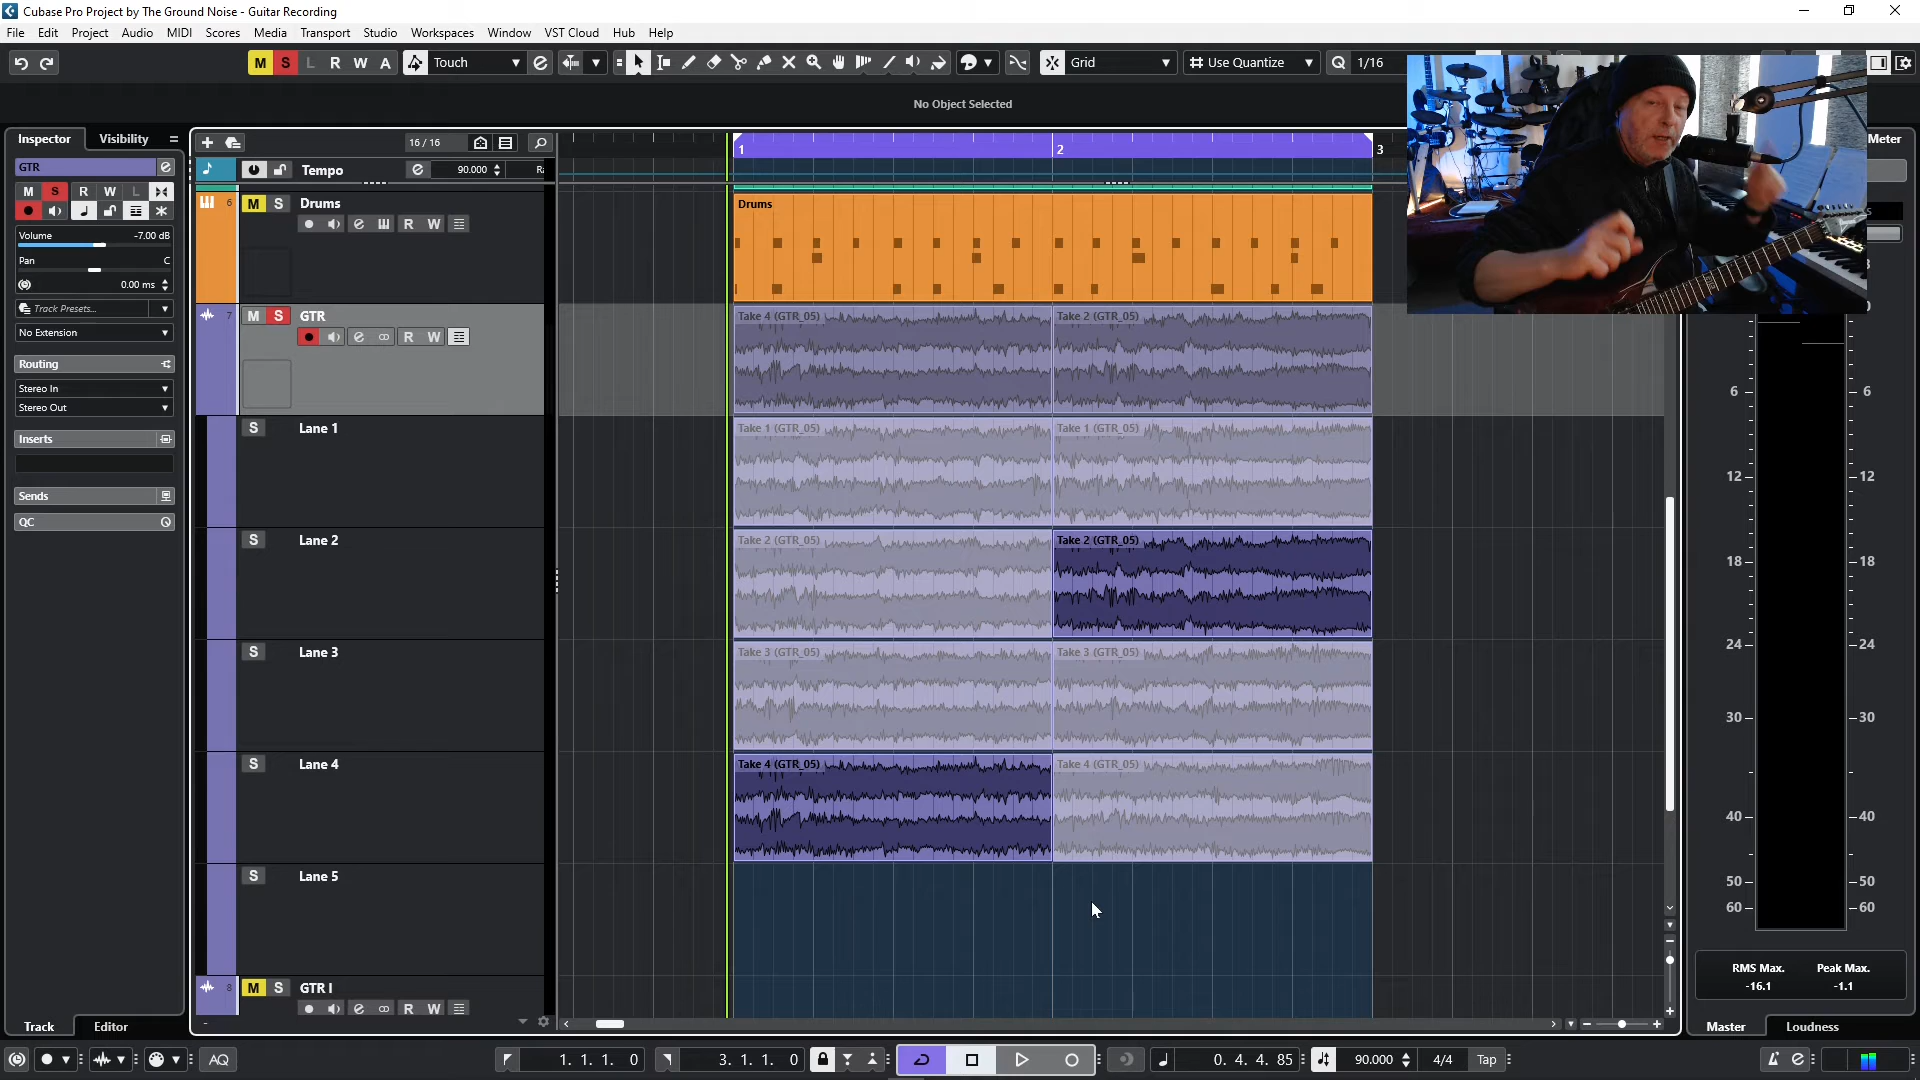 Cubase Pro Project by The Ground Noise - Guitar Recording
File Edit Project Audio MIDI Scores Media Transport Studio Workspaces Window VST Cloud Hub Help
M S L R W A Touch Grid Use Quantize Q 1/16
No Object Selected
Inspector Visibility
16 / 16
Meter
1 2 3
Tempo 90.000
GTR
M S R W L
Volume -7.00 dB
Pan C
0.00 ms
Track Presets...
No Extension
Routing
Stereo In
Stereo Out
Inserts
Sends
QC
6 M S Drums
R W
Drums
7 M S GTR
R W
Take 4 (GTR_05) Take 2 (GTR_05)
S Lane 1
Take 1 (GTR_05) Take 1 (GTR_05)
S Lane 2
Take 2 (GTR_05) Take 2 (GTR_05)
S Lane 3
Take 3 (GTR_05) Take 3 (GTR_05)
S Lane 4
Take 4 (GTR_05) Take 4 (GTR_05)
S Lane 5
8 M S GTR I
R W
6 6
12 12
18 18
24 24
30 30
40 40
50 50
60 60
RMS Max. Peak Max.
-16.1 -1.1
Track Editor
Master Loudness
AQ
1. 1. 1. 0
3. 1. 1. 0
0. 4. 4. 85
90.000 4/4 Tap